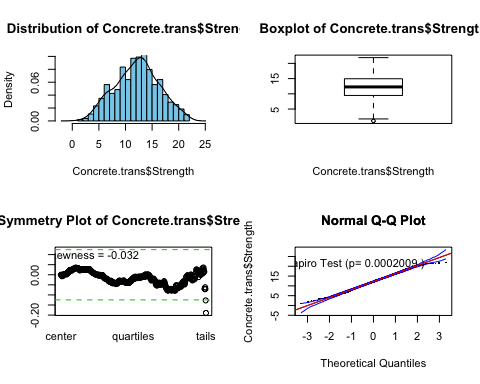 Distribution of Concrete.trans$Stren
Density
0.00
0.06
0 5 10 15 20 25
Concrete.trans$Strength
Boxplot of Concrete.trans$Strengt
5
15
Concrete.trans$Strength
Symmetry Plot of Concrete.trans$Stre
ewness = -0.032
-0.20
0.00
center quartiles tails
Normal Q-Q Plot
Concrete.trans$Strength
-5
5
15
apiro Test (p= 0.0002009 )
-3 -2 -1 0 1 2 3
Theoretical Quantiles